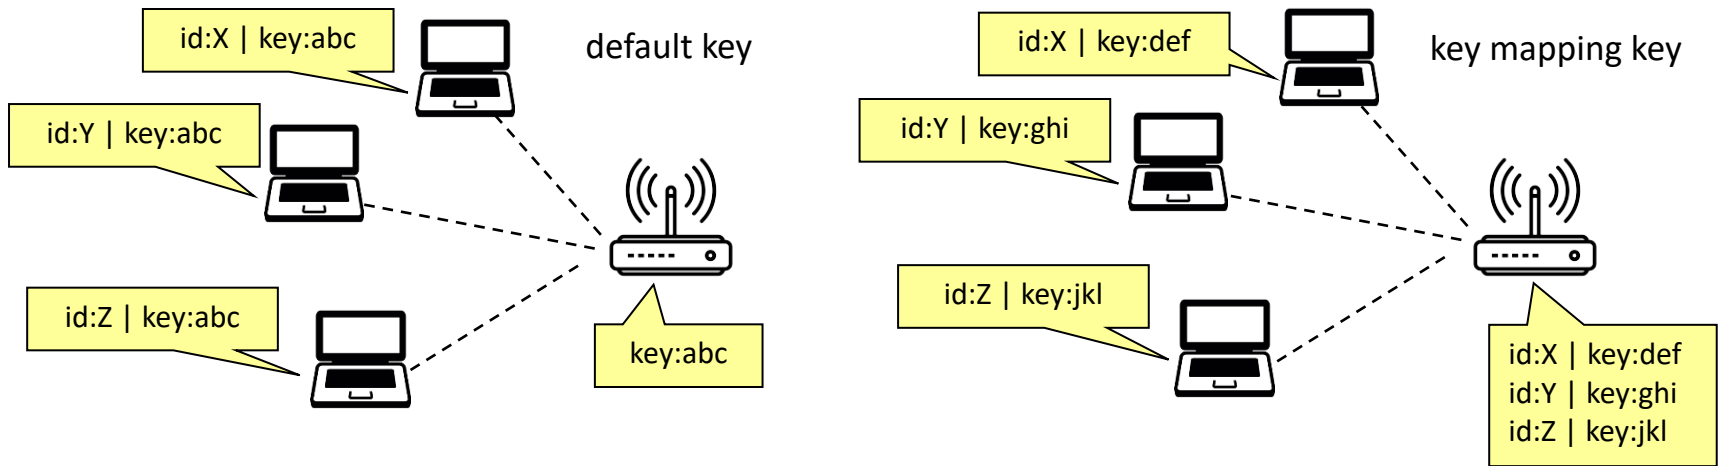 default key
id:X | key:abc
id:Y | key:abc
id:Z | key:abc
key:abc
key mapping key
id:X | key:def
id:Y | key:ghi
id:Z | key:jkl
id:X | key:def
id:Y | key:ghi
id:Z | key:jkl